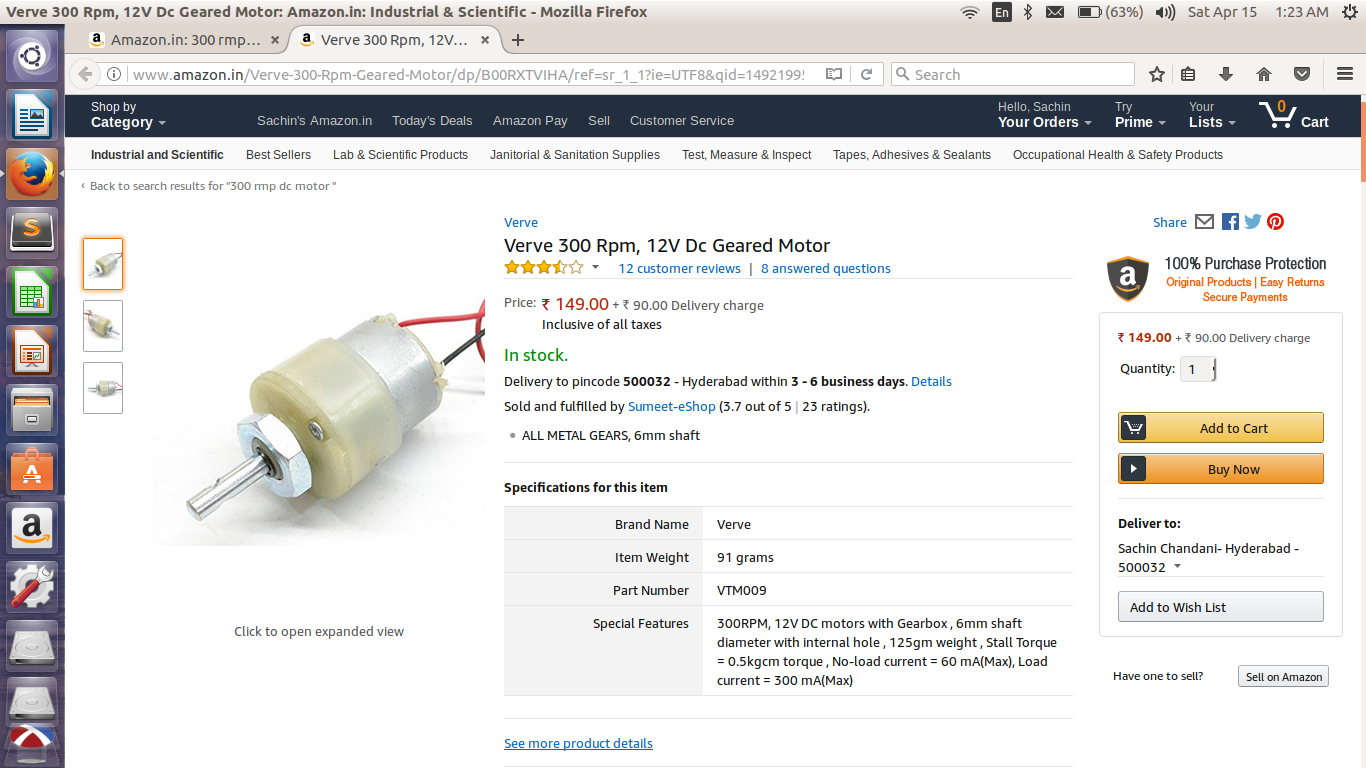 Verve 300 Rpm, 12V Dc Geared Motor: Amazon.in: Industrial & Scientific - Mozilla Firefox
En (63%) Sat Apr 15 1:23 AM
Amazon.in: 300 rmp... × Verve 300 Rpm, 12V... × +
www.amazon.in/Verve-300-Rpm-Geared-Motor/dp/B00RXTVIHA/ref=sr_1_1?ie=UTF8&qid=1492199 Search
Shop by
Category
Sachin's Amazon.in Today's Deals Amazon Pay Sell Customer Service
Hello, Sachin
Your Orders
Try
Prime
Your
Lists
0
Cart
Industrial and Scientific Best Sellers Lab & Scientific Products Janitorial & Sanitation Supplies Test, Measure & Inspect Tapes, Adhesives & Sealants Occupational Health & Safety Products
‹ Back to search results for "300 rmp dc motor "
Click to open expanded view
Verve
Verve 300 Rpm, 12V Dc Geared Motor
12 customer reviews | 8 answered questions
Price: ₹ 149.00 + ₹ 90.00 Delivery charge
Inclusive of all taxes
In stock.
Delivery to pincode 500032 - Hyderabad within 3 - 6 business days. Details
Sold and fulfilled by Sumeet-eShop (3.7 out of 5 | 23 ratings).
• ALL METAL GEARS, 6mm shaft
Specifications for this item
Brand Name Verve
Item Weight 91 grams
Part Number VTM009
Special Features 300RPM, 12V DC motors with Gearbox , 6mm shaft
diameter with internal hole , 125gm weight , Stall Torque
= 0.5kgcm torque , No-load current = 60 mA(Max), Load
current = 300 mA(Max)
See more product details
Share
100% Purchase Protection
Original Products | Easy Returns
Secure Payments
₹ 149.00 + ₹ 90.00 Delivery charge
Quantity: 1
Add to Cart
Buy Now
Deliver to:
Sachin Chandani- Hyderabad -
500032
Add to Wish List
Have one to sell? Sell on Amazon